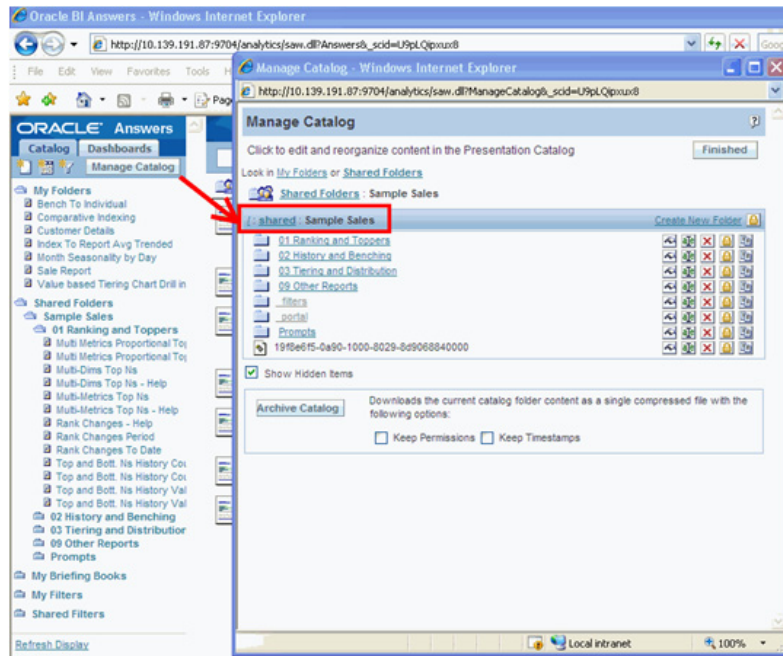 Oracle BI Answers - Windows Internet Explorer
http://10.139.191.87:9704/analytics/saw.dll?Answers&_scid=U9pLQipxux8
Goog
File Edit View Favorites Tools H
Pag
ORACLE Answers
Catalog Dashboards
Manage Catalog
My Folders
Bench To Individual
Comparative Indexing
Customer Details
Index To Report Avg Trended
Month Seasonality by Day
Sale Report
Value based Tiering Chart Drill in
Shared Folders
Sample Sales
01 Ranking and Toppers
Multi Metrics Proportional Top
Multi Metrics Proportional Top
Multi-Dims Top Ns
Multi-Dims Top Ns - Help
Multi-Metrics Top Ns
Multi-Metrics Top Ns - Help
Rank Changes - Help
Rank Changes Period
Rank Changes To Date
Top and Bott. Ns History Cou
Top and Bott. Ns History Cou
Top and Bott. Ns History Val
Top and Bott. Ns History Val
02 History and Benching
03 Tiering and Distribution
09 Other Reports
Prompts
My Briefing Books
My Filters
Shared Filters
Refresh Display
Manage Catalog - Windows Internet Explorer
http://10.139.191.87:9704/analytics/saw.dll?ManageCatalog&_scid=U9pLQipxux8
Manage Catalog
Click to edit and reorganize content in the Presentation Catalog Finished
Look in My Folders or Shared Folders
Shared Folders : Sample Sales
/ : shared : Sample Sales Create New Folder
01 Ranking and Toppers
02 History and Benching
03 Tiering and Distribution
09 Other Reports
_filters
_portal
Prompts
19f8e6f5-0a90-1000-8029-8d9068840000
Show Hidden Items
Archive Catalog
Downloads the current catalog folder content as a single compressed file with the
following options:
Keep Permissions Keep Timestamps
Local intranet 100%